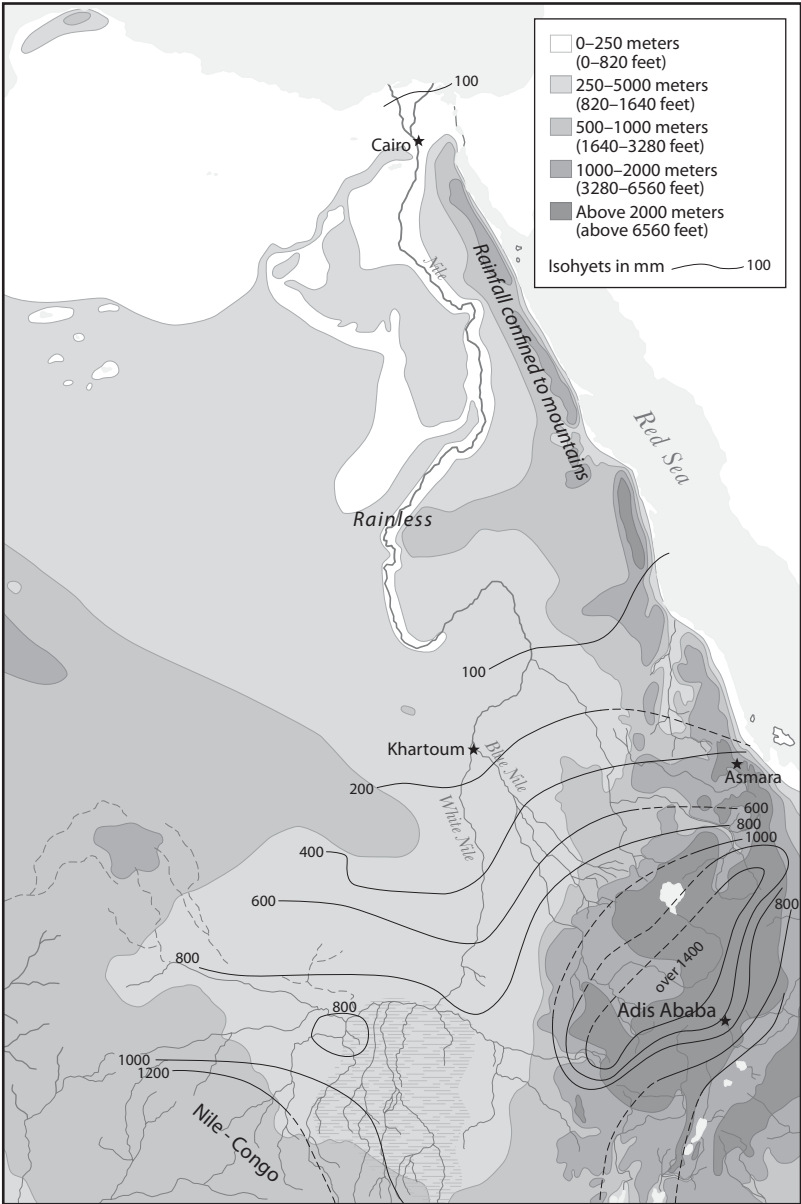 0–250 meters
(0–820 feet)
250–5000 meters
(820–1640 feet)
500–1000 meters
(1640–3280 feet)
1000–2000 meters
(3280–6560 feet)
Above 2000 meters
(above 6560 feet)
Isohyets in mm 100
100
Cairo
Nile
Rainfall confined to mountains
Red Sea
Rainless
100
Khartoum
Blue Nile
Asmara
200
White Nile
600
800
1000
400
600
800
over 1400
800
800
Adis Ababa
1000
1200
Nile - Congo